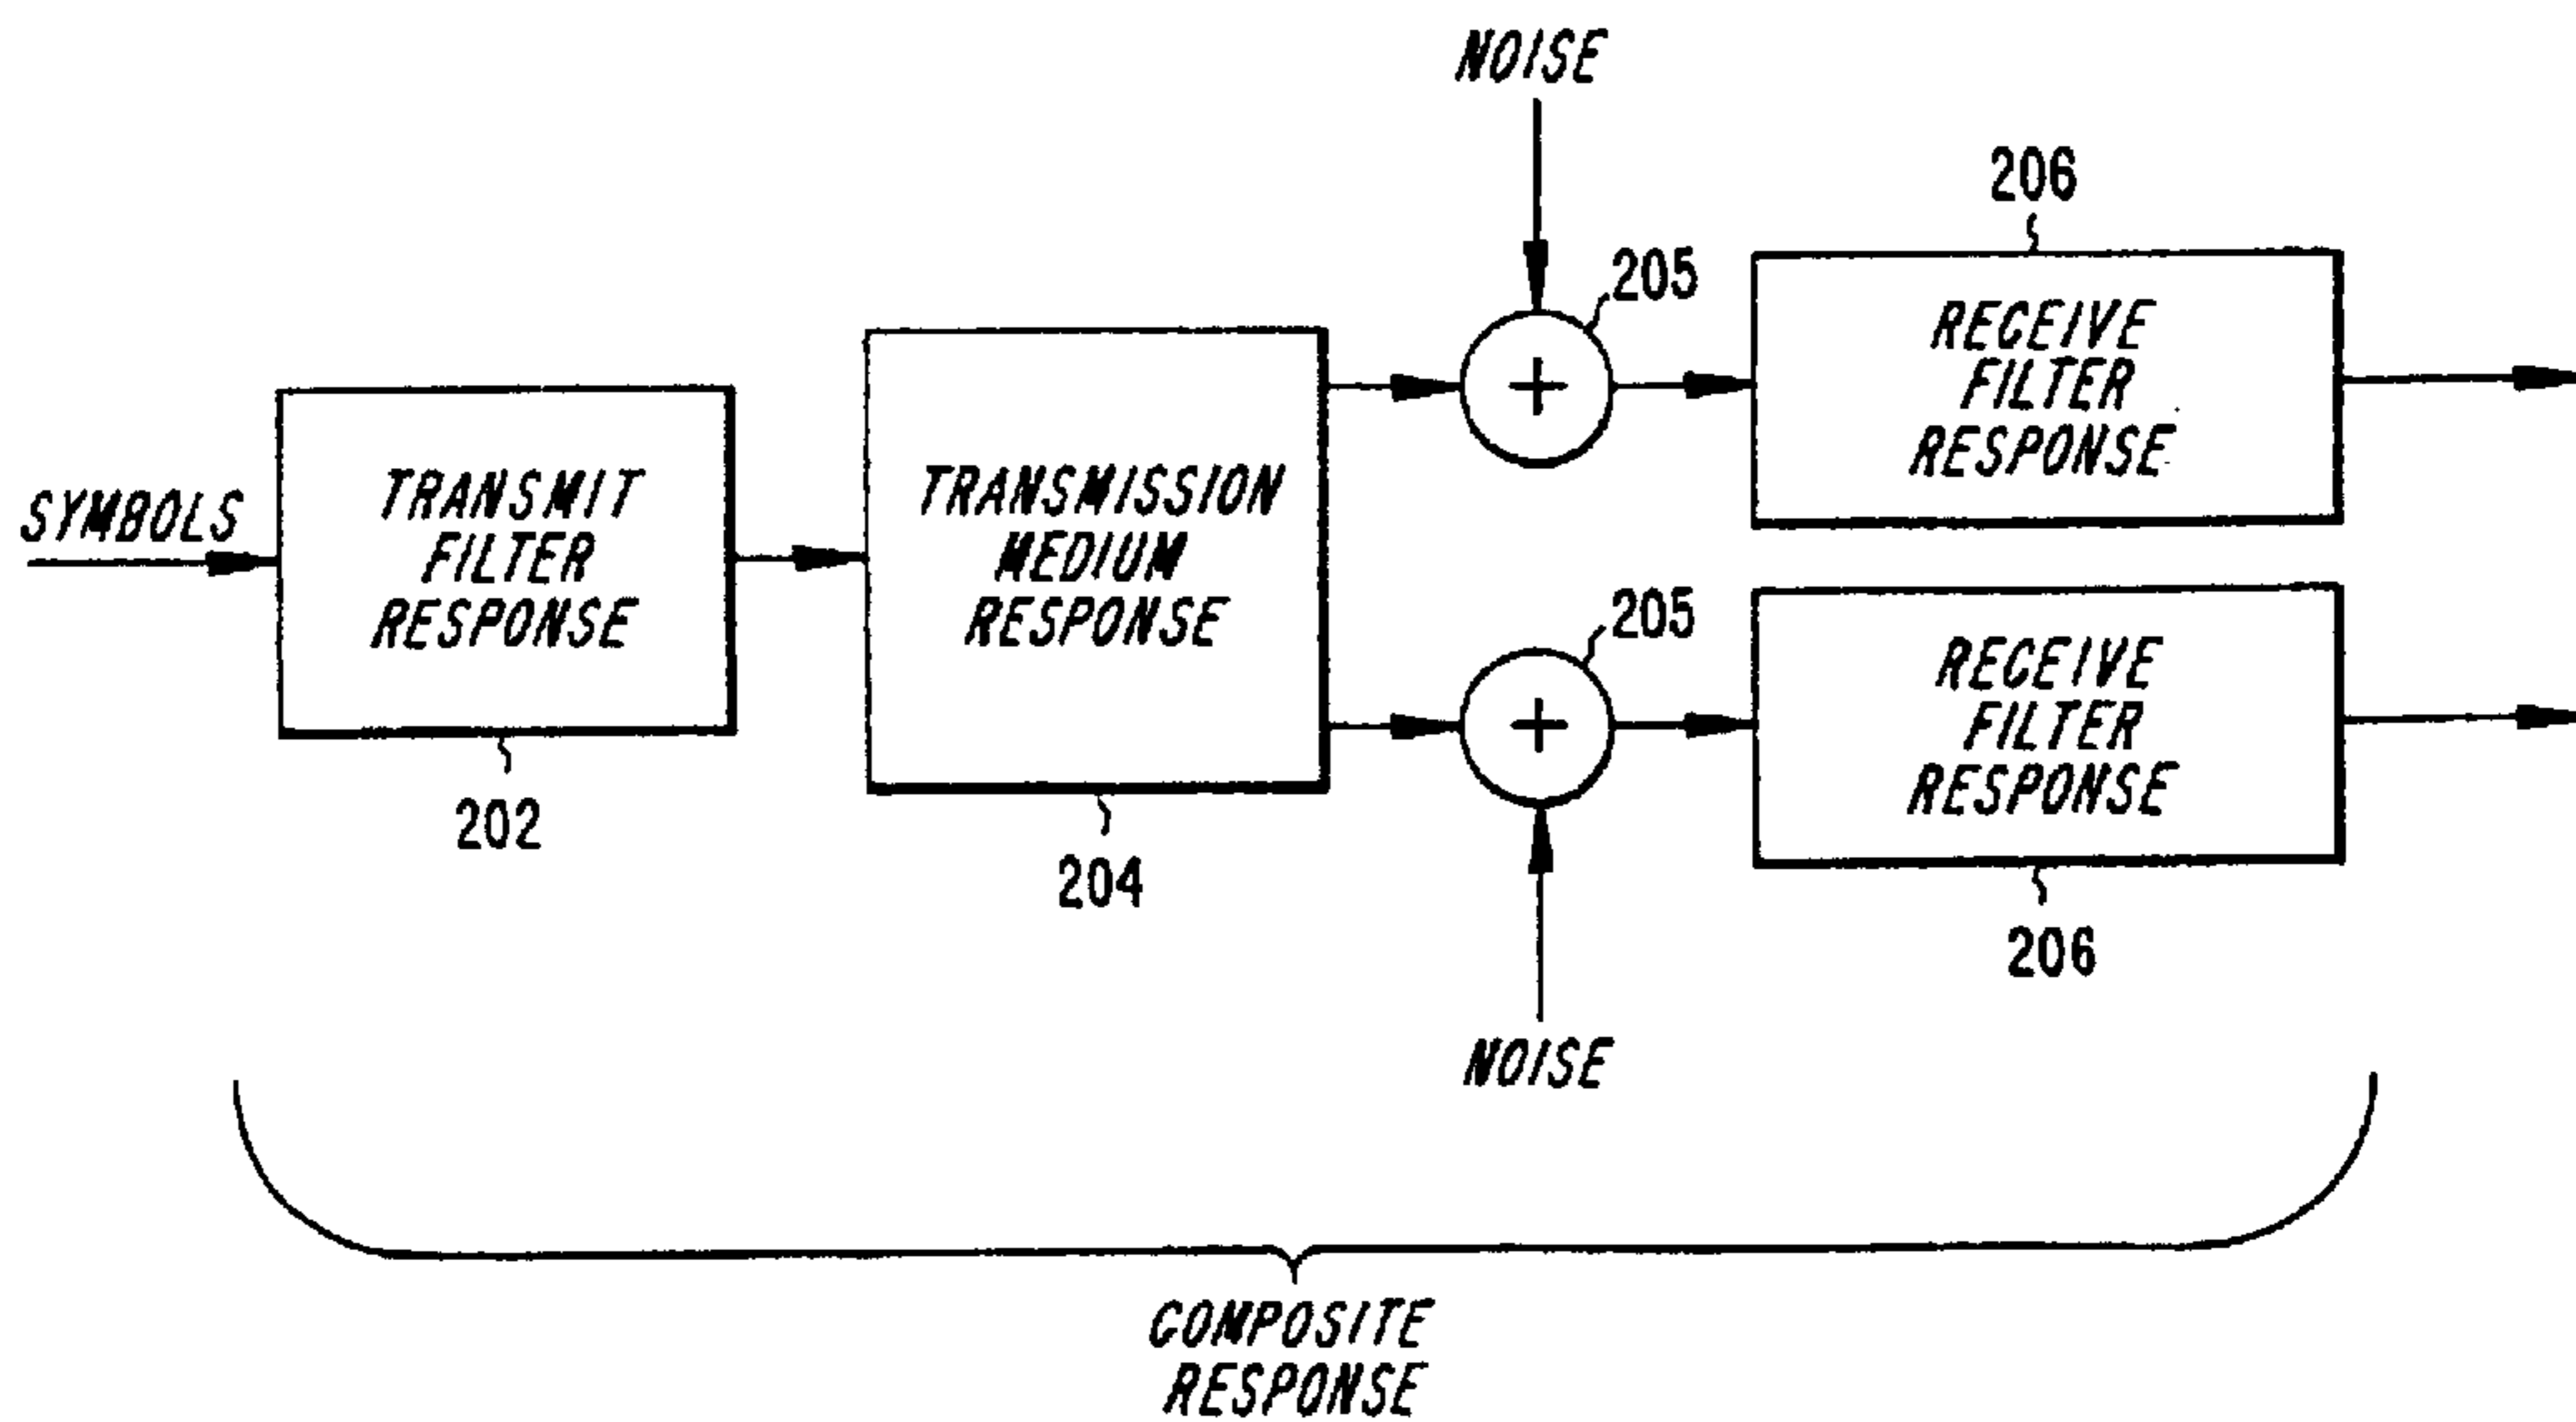 NOISE
206
205
RECEIVE
FILTER
RESPONSE
SYMBOLS
TRANSMIT
FILTER
RESPONSE
TRANSMISSION
MEDIUM
RESPONSE
+
205
RECEIVE
FILTER
RESPONSE
+
202
204
206
NOISE
COMPOSITE
RESPONSE